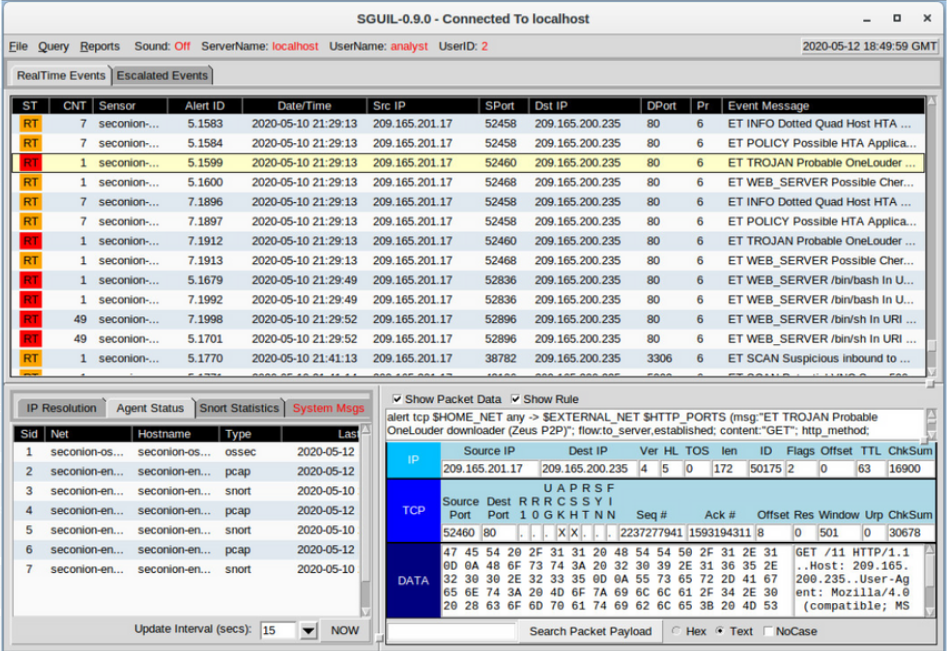 SGUIL-0.9.0 - Connected To localhost
File Query Reports Sound: Off ServerName: localhost UserName: analyst UserID: 2 2020-05-12 18:49:59 GMT
RealTime Events Escalated Events
ST CNT Sensor Alert ID Date/Time Src IP SPort Dst IP DPort Pr Event Message
RT 7 seconion-... 5.1583 2020-05-10 21:29:13 209.165.201.17 52458 209.165.200.235 80 6 ET INFO Dotted Quad Host HTA ...
RT 7 seconion-... 5.1584 2020-05-10 21:29:13 209.165.201.17 52458 209.165.200.235 80 6 ET POLICY Possible HTA Applica...
RT 1 seconion-... 5.1599 2020-05-10 21:29:13 209.165.201.17 52460 209.165.200.235 80 6 ET TROJAN Probable OneLouder ...
RT 1 seconion-... 5.1600 2020-05-10 21:29:13 209.165.201.17 52468 209.165.200.235 80 6 ET WEB_SERVER Possible Cher...
RT 7 seconion-... 7.1896 2020-05-10 21:29:13 209.165.201.17 52458 209.165.200.235 80 6 ET INFO Dotted Quad Host HTA ...
RT 7 seconion-... 7.1897 2020-05-10 21:29:13 209.165.201.17 52458 209.165.200.235 80 6 ET POLICY Possible HTA Applica...
RT 1 seconion-... 7.1912 2020-05-10 21:29:13 209.165.201.17 52460 209.165.200.235 80 6 ET TROJAN Probable OneLouder ...
RT 1 seconion-... 7.1913 2020-05-10 21:29:13 209.165.201.17 52468 209.165.200.235 80 6 ET WEB_SERVER Possible Cher...
RT 1 seconion-... 5.1679 2020-05-10 21:29:49 209.165.201.17 52836 209.165.200.235 80 6 ET WEB_SERVER /bin/bash In U...
RT 1 seconion-... 7.1992 2020-05-10 21:29:49 209.165.201.17 52836 209.165.200.235 80 6 ET WEB_SERVER /bin/bash In U...
RT 49 seconion-... 7.1998 2020-05-10 21:29:52 209.165.201.17 52896 209.165.200.235 80 6 ET WEB_SERVER /bin/sh In URI ...
RT 49 seconion-... 5.1701 2020-05-10 21:29:52 209.165.201.17 52896 209.165.200.235 80 6 ET WEB_SERVER /bin/sh In URI ...
RT 1 seconion-... 5.1770 2020-05-10 21:41:13 209.165.201.17 38782 209.165.200.235 3306 6 ET SCAN Suspicious inbound to ...
IP Resolution Agent Status Snort Statistics System Msgs
Sid Net Hostname Type Last
1 seconion-os... seconion-os... ossec 2020-05-12
2 seconion-en... seconion-en... pcap 2020-05-12
3 seconion-en... seconion-en... snort 2020-05-10
4 seconion-en... seconion-en... pcap 2020-05-12
5 seconion-en... seconion-en... snort 2020-05-10
6 seconion-en... seconion-en... pcap 2020-05-12
7 seconion-en... seconion-en... snort 2020-05-10
Update Interval (secs): 15 NOW
Show Packet Data Show Rule
alert tcp $HOME_NET any -> $EXTERNAL_NET $HTTP_PORTS (msg:"ET TROJAN Probable
OneLouder downloader (Zeus P2P)"; flow:to_server,established; content:"GET"; http_method;
IP Source IP Dest IP Ver HL TOS len ID Flags Offset TTL ChkSum
209.165.201.17 209.165.200.235 4 5 0 172 50175 2 0 63 16900
U A P R S F
TCP Source Dest R R R C S S Y I
Port Port 1 0 G K H T N N Seq # Ack # Offset Res Window Urp ChkSum
52460 80 . . . X X . . . 2237277941 1593194311 8 0 501 0 30678
DATA 47 45 54 20 2F 31 31 20 48 54 54 50 2F 31 2E 31 GET /11 HTTP/1.1
0D 0A 48 6F 73 74 3A 20 32 30 39 2E 31 36 35 2E ..Host: 209.165.
32 30 30 2E 32 33 35 0D 0A 55 73 65 72 2D 41 67 200.235..User-Ag
65 6E 74 3A 20 4D 6F 7A 69 6C 6C 61 2F 34 2E 30 ent: Mozilla/4.0
20 28 63 6F 6D 70 61 74 69 62 6C 65 3B 20 4D 53 (compatible; MS
Search Packet Payload Hex Text NoCase